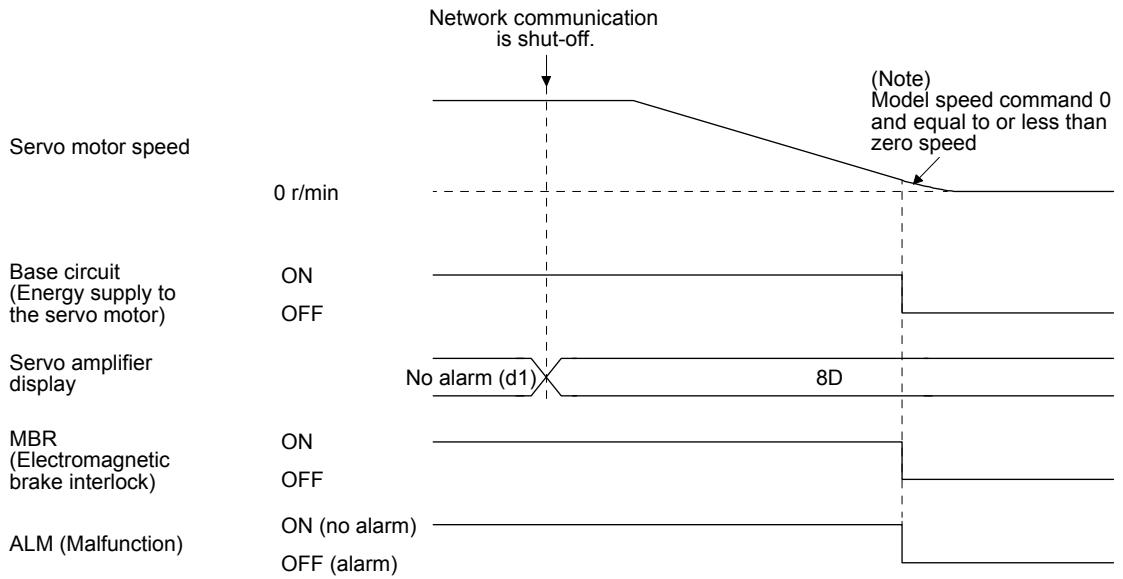 Network communication
is shut-off.
(Note)
Model speed command 0
and equal to or less than
zero speed
Servo motor speed
0 r/min
Base circuit
(Energy supply to
the servo motor)
ON
OFF
Servo amplifier
display
No alarm (d1)
8D
MBR
(Electromagnetic
brake interlock)
ON
OFF
ALM (Malfunction)
ON (no alarm)
OFF (alarm)